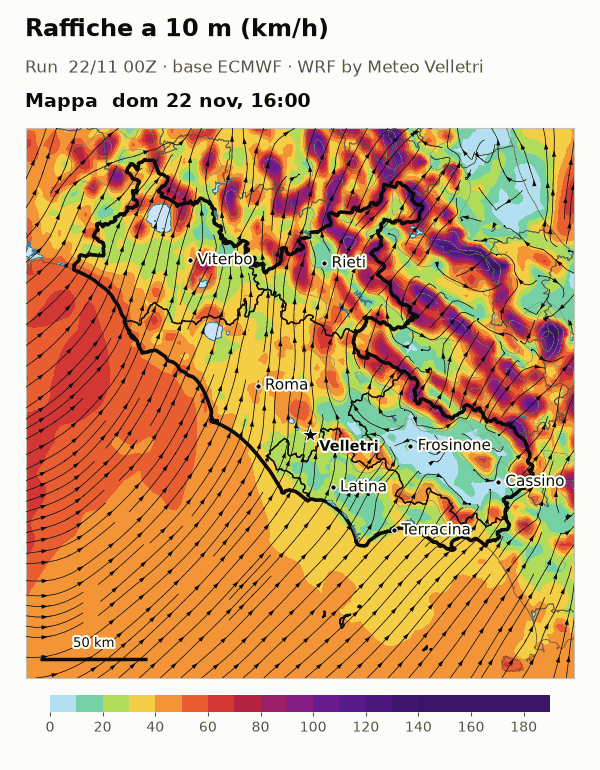 Raffiche a 10 m (km/h)
Run 22/11 00Z · base ECMWF · WRF by Meteo Velletri
Mappa dom 22 nov, 16:00
Viterbo
Rieti
Roma
Velletri
Frosinone
Cassino
Latina
Terracina
50 km
0 20 40 60 80 100 120 140 160 180